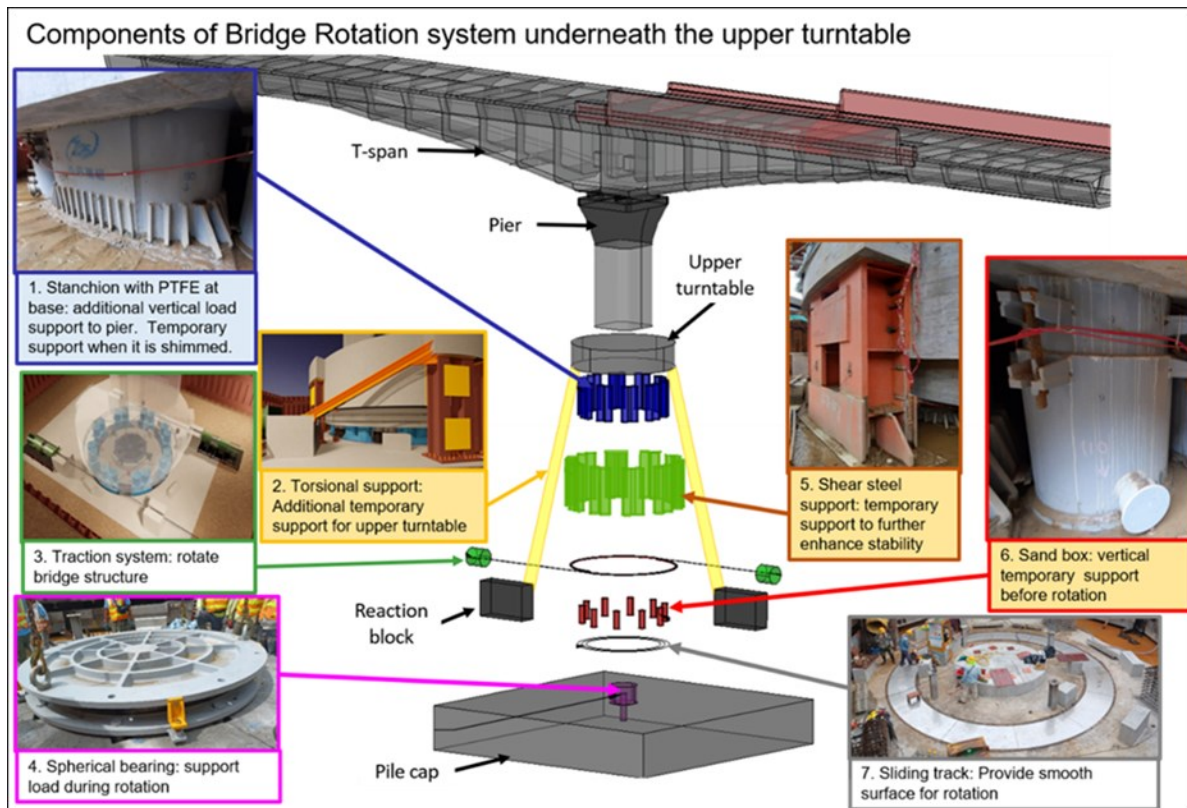 Components of Bridge Rotation system underneath the upper turntable
T-span
Pier
Upper
turntable
1. Stanchion with PTFE at
base: additional vertical load
support to pier. Temporary
support when it is shimmed.
2. Torsional support:
Additional temporary
support for upper turntable
5. Shear steel
support: temporary
support to further
enhance stability
3. Traction system: rotate
bridge structure
6. Sand box: vertical
temporary support
before rotation
Reaction
block
4. Spherical bearing: support
load during rotation
Pile cap
7. Sliding track: Provide smooth
surface for rotation